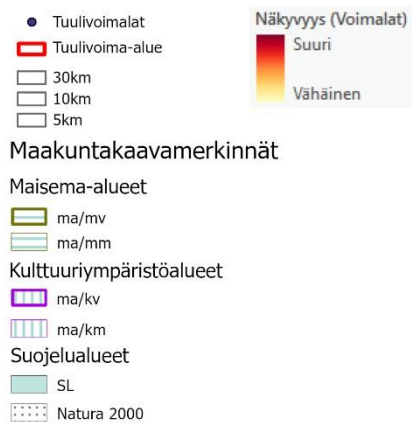 Tuulivoimalat
Tuulivoima-alue
30km
10km
5km
Näkyvyys (Voimalat)
Suuri
Vähäinen
Maakuntakaavamerkinnät
Maisema-alueet
ma/mv
ma/mm
Kulttuuriympäristöalueet
ma/kv
ma/km
Suojelualueet
SL
Natura 2000